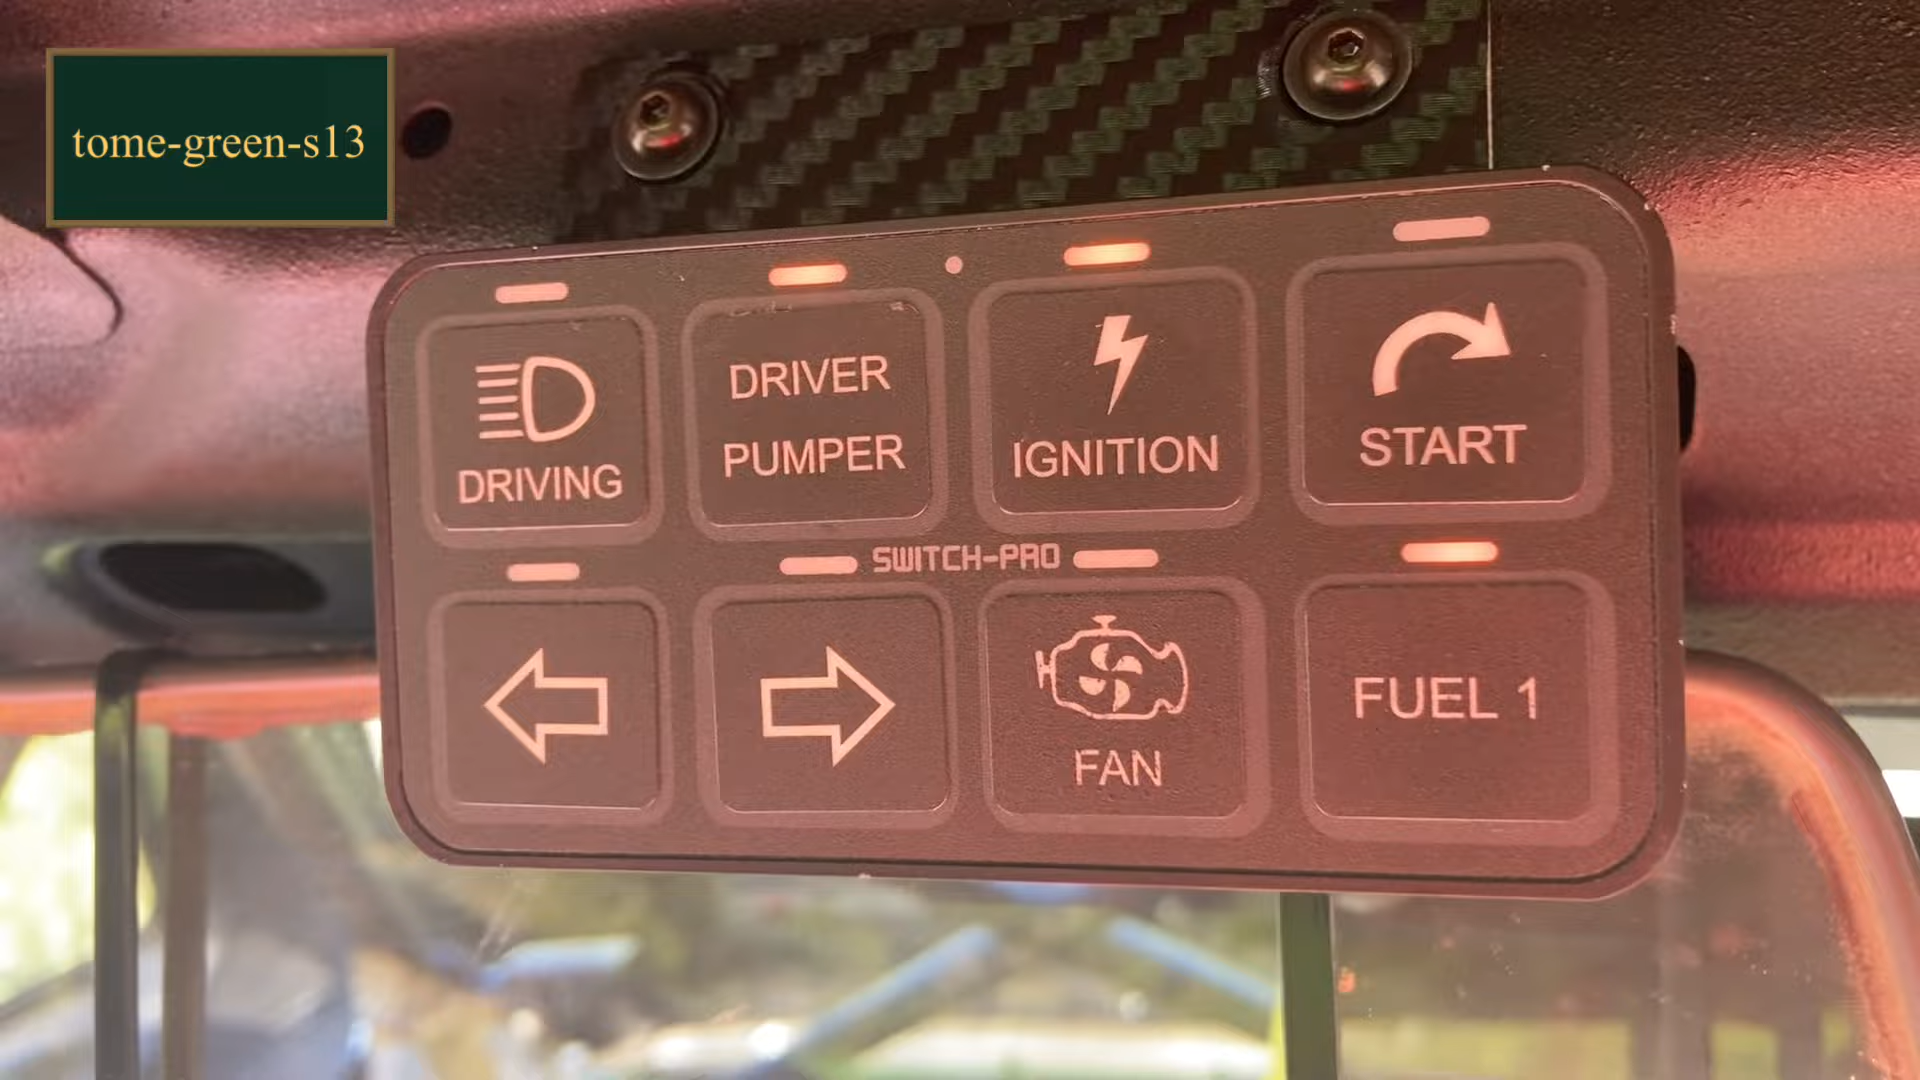 tome-green-s13
DRIVING
DRIVER
PUMPER
IGNITION
START
SWITCH-PRO
FAN
FUEL 1